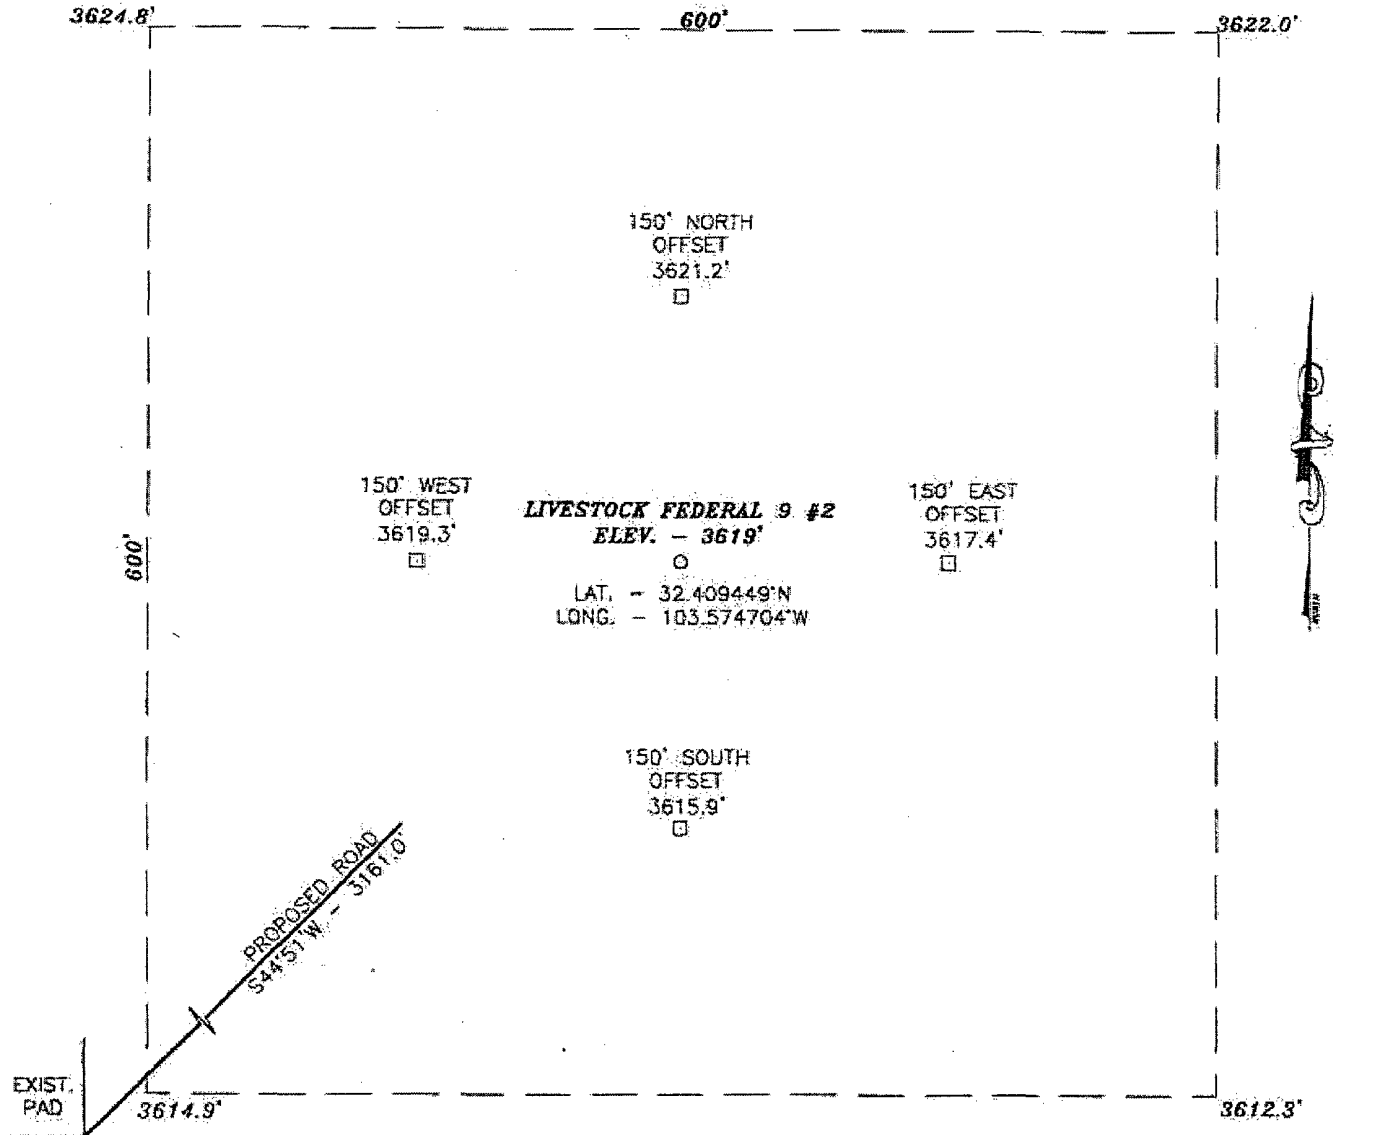 3624.8'
600'
3622.0'
150' NORTH
OFFSET
3621.2'
150' WEST
OFFSET
3619.3'
LIVESTOCK FEDERAL 9 #2
ELEV. - 3619'
LAT. - 32.409449°N
LONG. - 103.574704°W
150' EAST
OFFSET
3617.4'
600'
NORTH
150' SOUTH
OFFSET
3615.9'
PROPOSED ROAD
S44°51'W - 3161.0'
EXIST.
PAD
3614.9'
3612.3'